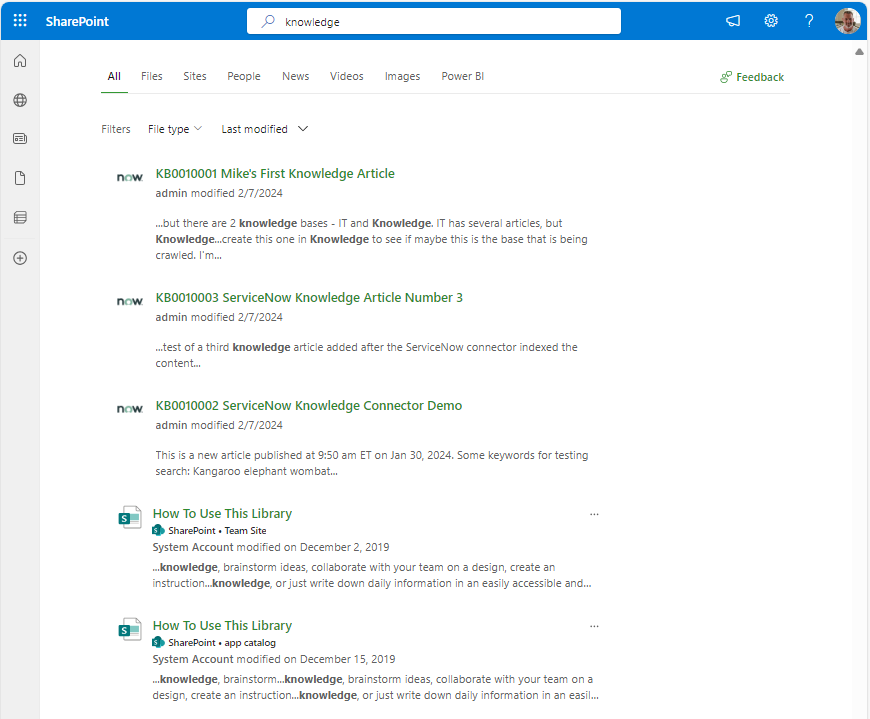 SharePoint
knowledge
All Files Sites People News Videos Images Power BI Feedback
Filters File type Last modified
now.
KB0010001 Mike's First Knowledge Article
admin modified 2/7/2024
...but there are 2 knowledge bases - IT and Knowledge. IT has several articles, but
Knowledge...create this one in Knowledge to see if maybe this is the base that is being
crawled. I'm...
now.
KB0010003 ServiceNow Knowledge Article Number 3
admin modified 2/7/2024
...test of a third knowledge article added after the ServiceNow connector indexed the
content...
now.
KB0010002 ServiceNow Knowledge Connector Demo
admin modified 2/7/2024
This is a new article published at 9:50 am ET on Jan 30, 2024. Some keywords for testing
search: Kangaroo elephant wombat...
How To Use This Library ...
SharePoint • Team Site
System Account modified on December 2, 2019
...knowledge, brainstorm ideas, collaborate with your team on a design, create an
instruction...knowledge, or just write down daily information in an easily accessible and...
How To Use This Library ...
SharePoint • app catalog
System Account modified on December 15, 2019
...knowledge, brainstorm...knowledge, brainstorm ideas, collaborate with your team on a
design, create an instruction...knowledge, or just write down daily information in an easil...